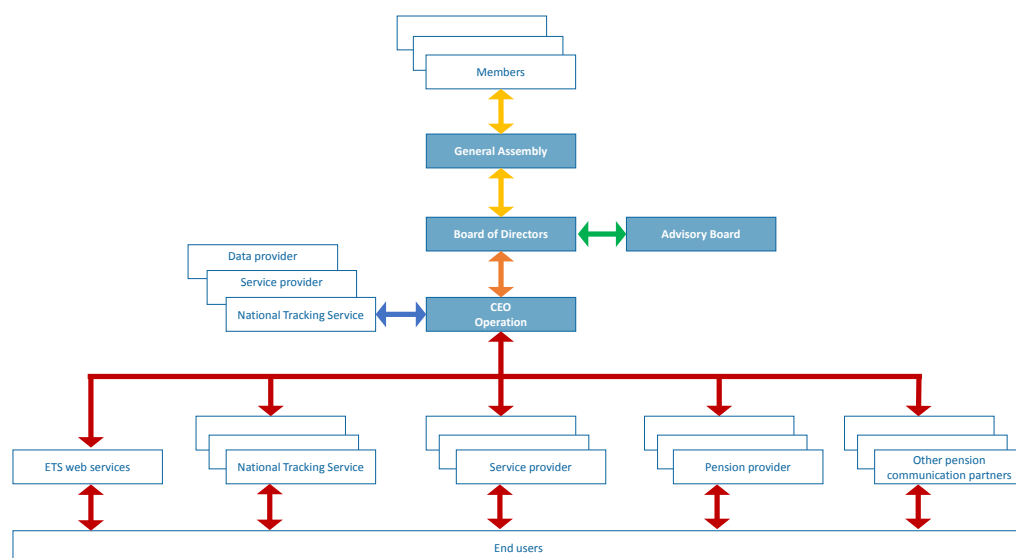 Members
General Assembly
Board of Directors
Advisory Board
Data provider
Service provider
National Tracking Service
CEO
Operation
ETS web services
National Tracking Service
Service provider
Pension provider
Other pension
communication partners
End users